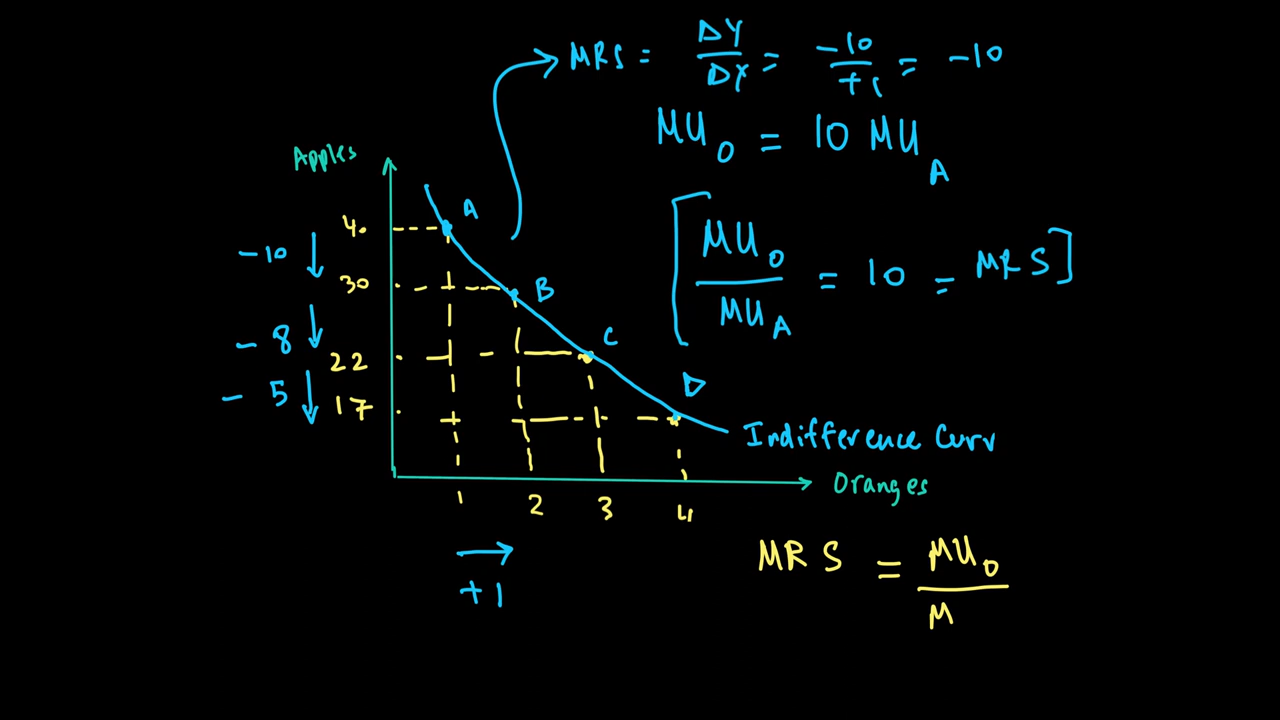 MRS = ΔY/ΔX = -10/+1 = -10
MU_O = 10 MU_A
[MU_O/MU_A = 10 = MRS]
Apples
40
30
22
17
-10 ↓
- 8 ↓
- 5 ↓
A
B
C
D
Indifference Curv
Oranges
1 2 3 4
→
+1
MRS = MU_O/M